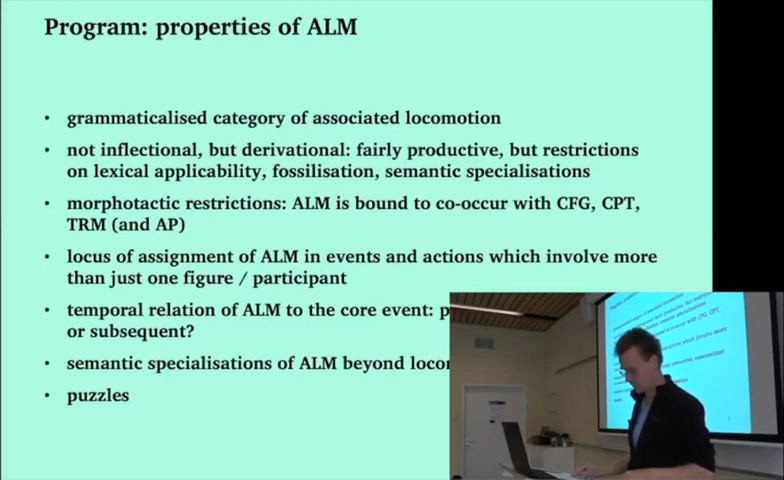 Program: properties of ALM
• grammaticalised category of associated locomotion
• not inflectional, but derivational: fairly productive, but restrictions
on lexical applicability, fossilisation, semantic specialisations
• morphotactic restrictions: ALM is bound to co-occur with CFG, CPT,
TRM (and AP)
• locus of assignment of ALM in events and actions which involve more
than just one figure / participant
• temporal relation of ALM to the core event:
or subsequent?
• semantic specialisations of ALM beyond
• puzzles